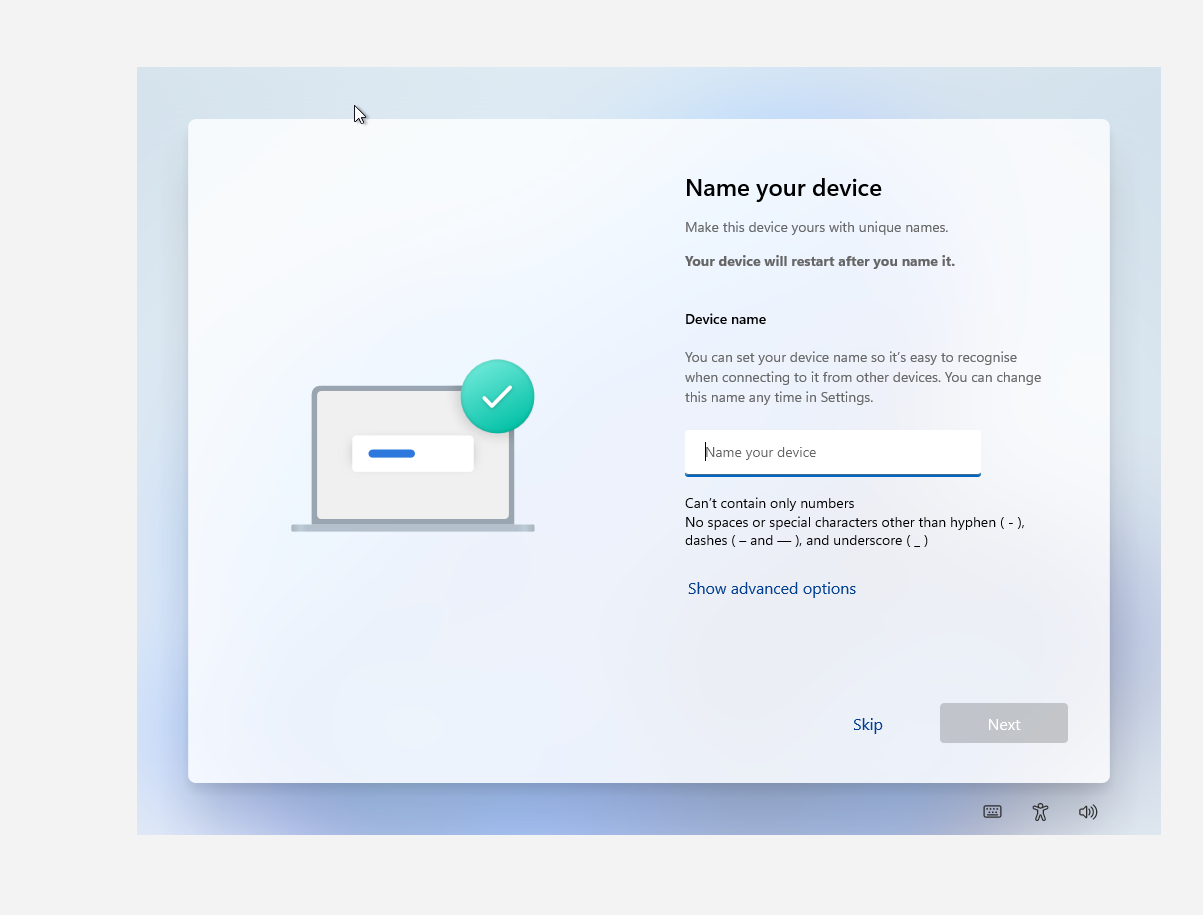 Name your device
Make this device yours with unique names.
Your device will restart after you name it.
Device name
You can set your device name so it’s easy to recognise
when connecting to it from other devices. You can change
this name any time in Settings.
Name your device
Can’t contain only numbers
No spaces or special characters other than hyphen ( - ),
dashes ( – and — ), and underscore ( _ )
Show advanced options
Skip
Next